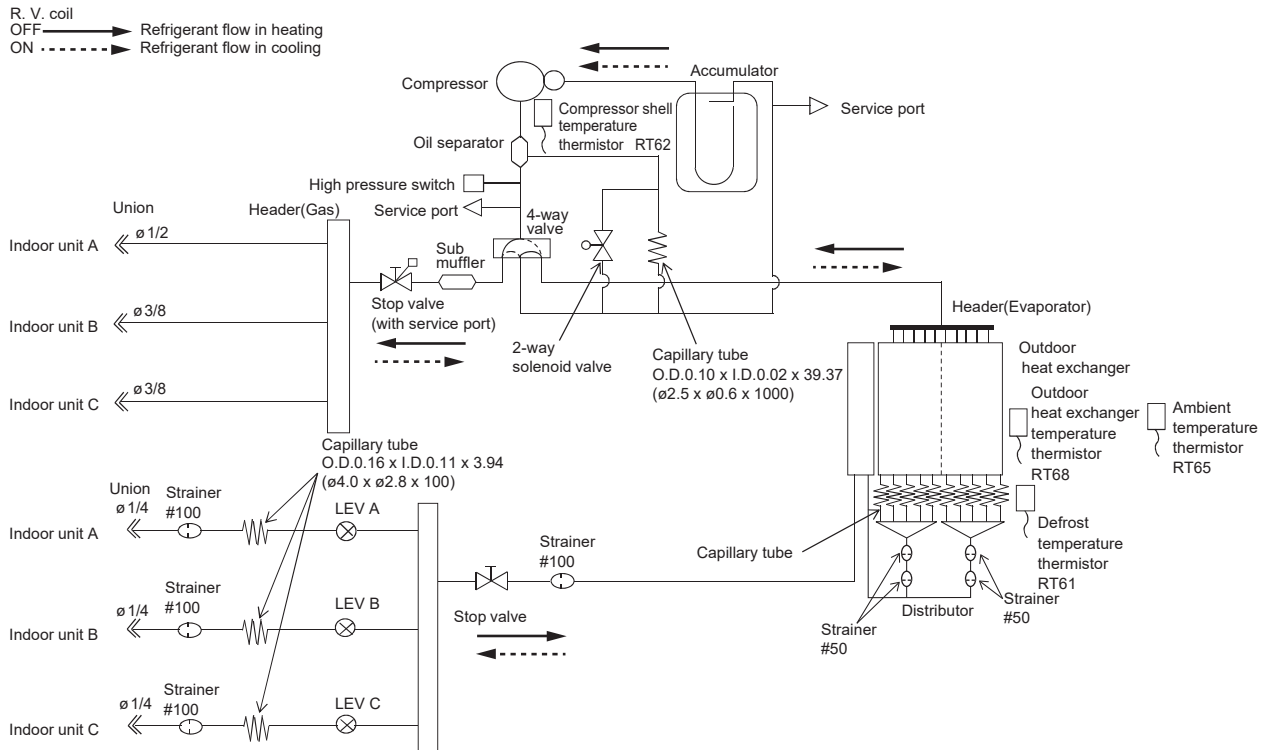 R. V. coil
OFF Refrigerant flow in heating
ON Refrigerant flow in cooling
Compressor
Accumulator
Service port
Compressor shell
temperature
thermistor RT62
Oil separator
High pressure switch
Service port
4-way
valve
Union
Header(Gas)
ø 1/2
Indoor unit A
Sub
muffler
Stop valve
(with service port)
ø 3/8
Indoor unit B
2-way
solenoid valve
Capillary tube
O.D.0.10 x I.D.0.02 x 39.37
(ø2.5 x ø0.6 x 1000)
Header(Evaporator)
Outdoor
heat exchanger
Outdoor
heat exchanger
temperature
thermistor
RT68
Ambient
temperature
thermistor
RT65
ø 3/8
Indoor unit C
Capillary tube
O.D.0.16 x I.D.0.11 x 3.94
(ø4.0 x ø2.8 x 100)
Union
ø 1/4
Strainer
#100
LEV A
Indoor unit A
Strainer
#100
Capillary tube
Defrost
temperature
thermistor
RT61
ø 1/4
Strainer
#100
LEV B
Indoor unit B
Stop valve
Distributor
Strainer
#50
Strainer
#50
ø 1/4
Strainer
#100
LEV C
Indoor unit C